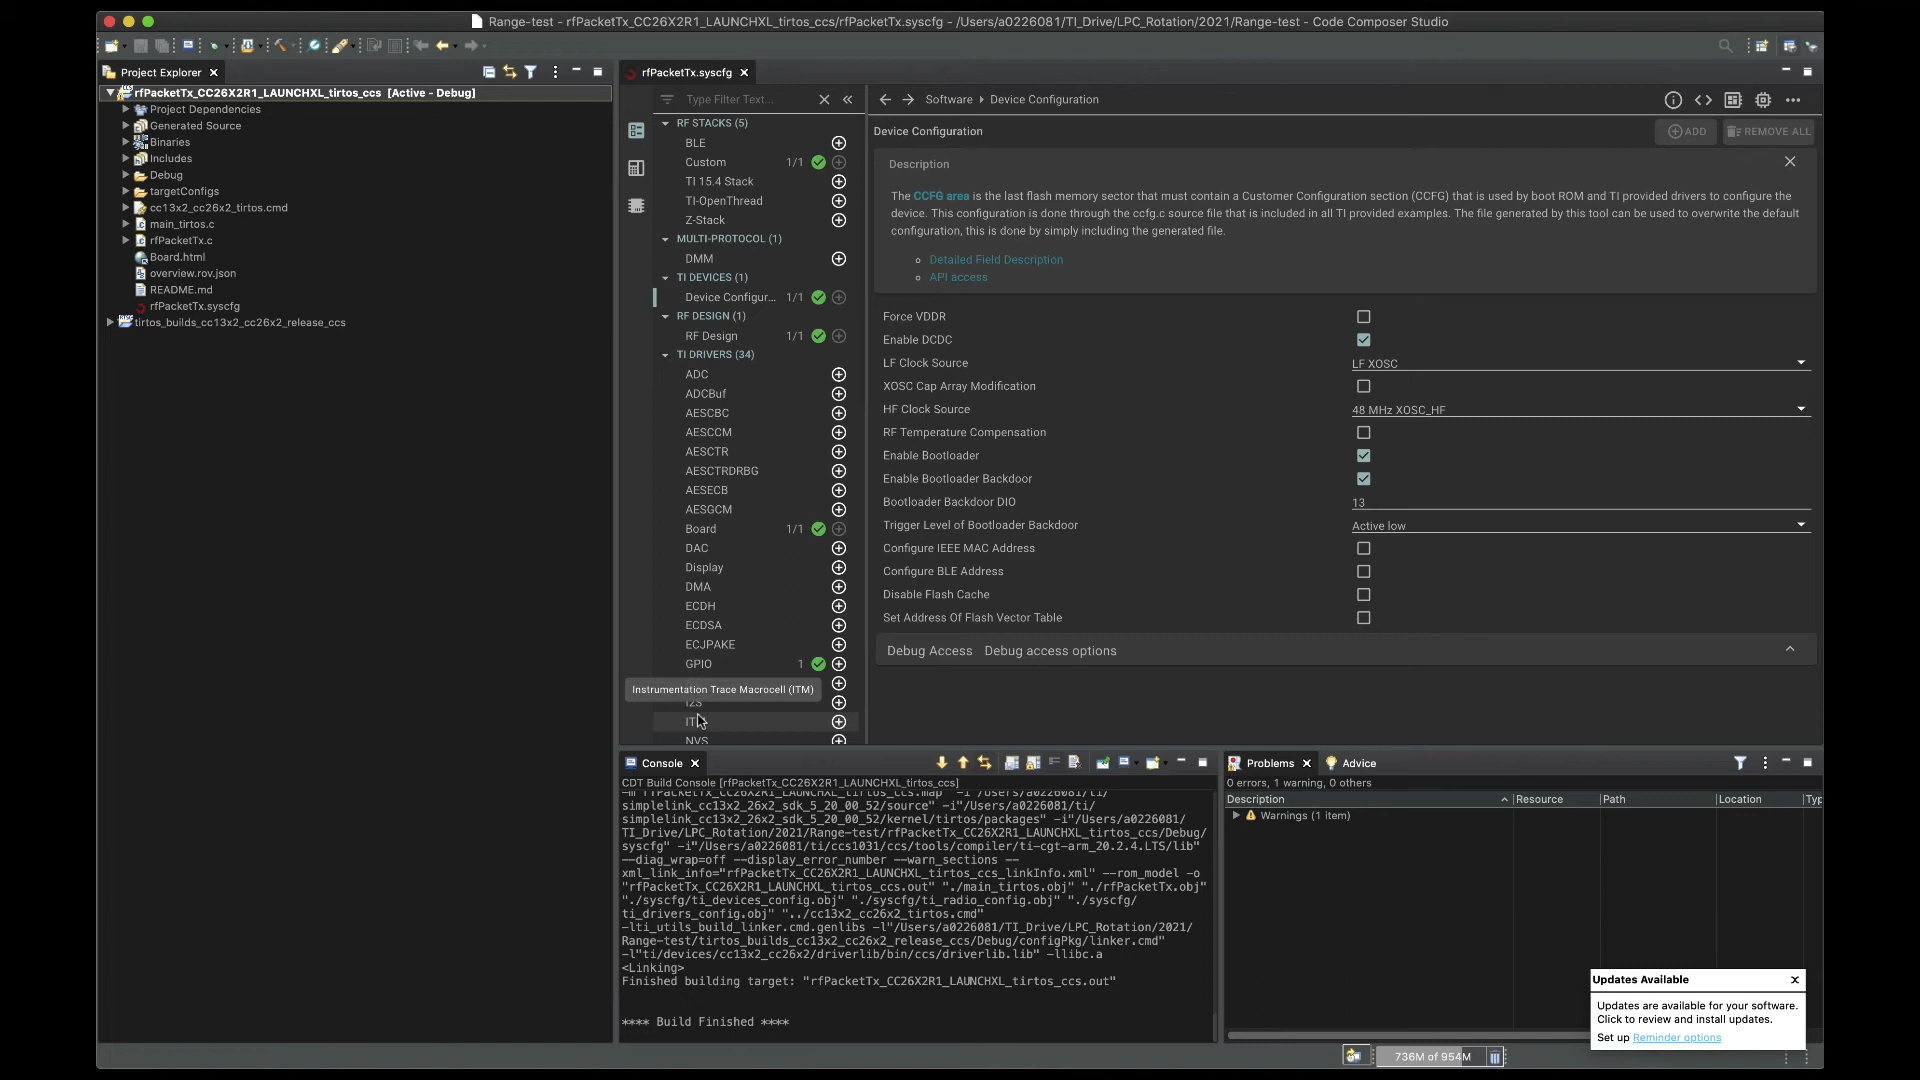 Range-test - rfPacketTx_CC26X2R1_LAUNCHXL_tirtos_ccs/rfPacketTx.syscfg - /Users/a0226081/TI_Drive/LPC_Rotation/2021/Range-test - Code Composer Studio
Project Explorer
rfPacketTx_CC26X2R1_LAUNCHXL_tirtos_ccs [Active - Debug]
Project Dependencies
Generated Source
Binaries
Includes
Debug
targetConfigs
cc13x2_cc26x2_tirtos.cmd
main_tirtos.c
rfPacketTx.c
Board.html
overview.rov.json
README.md
rfPacketTx.syscfg
tirtos_builds_cc13x2_cc26x2_release_ccs
rfPacketTx.syscfg
Type Filter Text...
RF STACKS (5)
BLE
Custom 1/1
TI 15.4 Stack
TI-OpenThread
Z-Stack
MULTI-PROTOCOL (1)
DMM
TI DEVICES (1)
Device Configur... 1/1
RF DESIGN (1)
RF Design 1/1
TI DRIVERS (34)
ADC
ADCBuf
AESCBC
AESCCM
AESCTR
AESCTRDRBG
AESECB
AESGCM
Board 1/1
DAC
Display
DMA
ECDH
ECDSA
ECJPAKE
GPIO 1
Instrumentation Trace Macrocell (ITM)
I2S
NVS
Software > Device Configuration
Device Configuration
ADD
REMOVE ALL
Description
The CCFG area is the last flash memory sector that must contain a Customer Configuration section (CCFG) that is used by boot ROM and TI provided drivers to configure the
device. This configuration is done through the ccfg.c source file that is included in all TI provided examples. The file generated by this tool can be used to overwrite the default
configuration, this is done by simply including the generated file.
Detailed Field Description
API access
Force VDDR
Enable DCDC
LF Clock Source LF XOSC
XOSC Cap Array Modification
HF Clock Source 48 MHz XOSC_HF
RF Temperature Compensation
Enable Bootloader
Enable Bootloader Backdoor
Bootloader Backdoor DIO 13
Trigger Level of Bootloader Backdoor Active low
Configure IEEE MAC Address
Configure BLE Address
Disable Flash Cache
Set Address Of Flash Vector Table
Debug Access Debug access options
Console
CDT Build Console [rfPacketTx_CC26X2R1_LAUNCHXL_tirtos_ccs]
-m"rfPacketTx_CC26X2R1_LAUNCHXL_tirtos_ccs.map" -i"/Users/a0226081/ti/
simplelink_cc13x2_26x2_sdk_5_20_00_52/source" -i"/Users/a0226081/ti/
simplelink_cc13x2_26x2_sdk_5_20_00_52/kernel/tirtos/packages" -i"/Users/a0226081/
TI_Drive/LPC_Rotation/2021/Range-test/rfPacketTx_CC26X2R1_LAUNCHXL_tirtos_ccs/Debug/
syscfg" -i"/Users/a0226081/ti/ccs1031/ccs/tools/compiler/ti-cgt-arm_20.2.4.LTS/lib"
--diag_wrap=off --display_error_number --warn_sections --
xml_link_info="rfPacketTx_CC26X2R1_LAUNCHXL_tirtos_ccs_linkInfo.xml" --rom_model -o
"rfPacketTx_CC26X2R1_LAUNCHXL_tirtos_ccs.out" "./main_tirtos.obj" "./rfPacketTx.obj"
"./syscfg/ti_devices_config.obj" "./syscfg/ti_radio_config.obj" "./syscfg/
ti_drivers_config.obj" "../cc13x2_cc26x2_tirtos.cmd"
-lti_utils_build_linker.cmd.genlibs -l"/Users/a0226081/TI_Drive/LPC_Rotation/2021/
Range-test/tirtos_builds_cc13x2_cc26x2_release_ccs/Debug/configPkg/linker.cmd"
-l"ti/devices/cc13x2_cc26x2/driverlib/bin/ccs/driverlib.lib" -llibc.a
<Linking>
Finished building target: "rfPacketTx_CC26X2R1_LAUNCHXL_tirtos_ccs.out"
**** Build Finished ****
Problems
Advice
0 errors, 1 warning, 0 others
Description Resource Path Location Typ
Warnings (1 item)
Updates Available
Updates are available for your software.
Click to review and install updates.
Set up Reminder options
736M of 954M